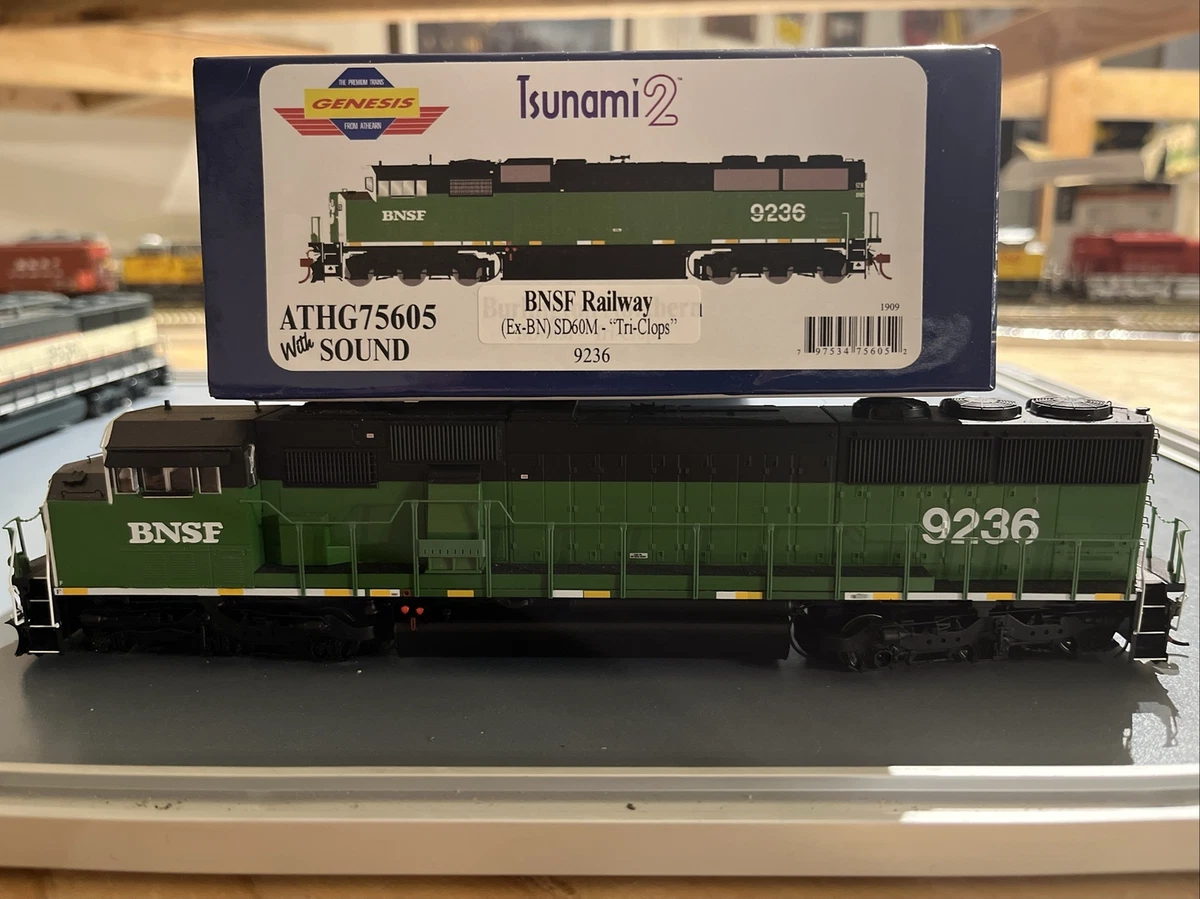 THE PREMIUM TRAINS
GENESIS
FROM ATHEARN
Tsunami2™
BNSF
9236
ATHG75605
With SOUND
BNSF Railway
(Ex-BN) SD60M - "Tri-Clops"
9236
1909
7 97534 75605 2
BNSF
9236